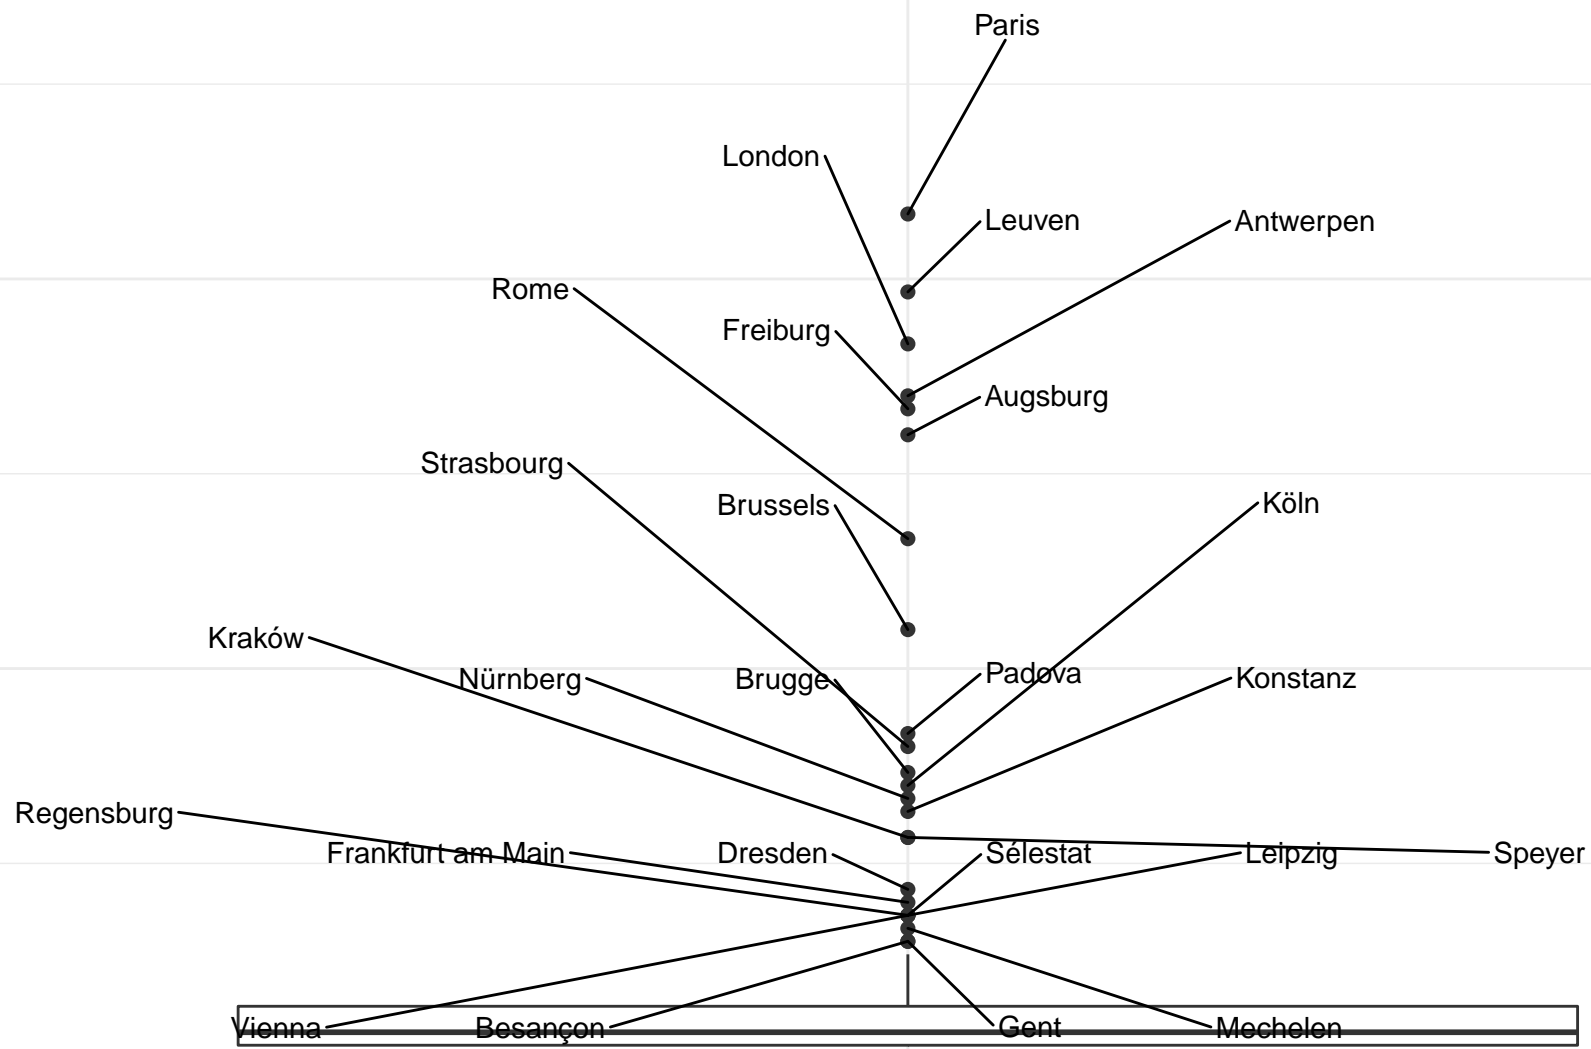 Paris
London
Leuven
Antwerpen
Rome
Freiburg
Augsburg
Strasbourg
Brussels
Köln
Kraków
Nürnberg
Brugge
Padova
Konstanz
Regensburg
Frankfurt am Main
Dresden
Sélestat
Leipzig
Speyer
Vienna
Besançon
Gent
Mechelen